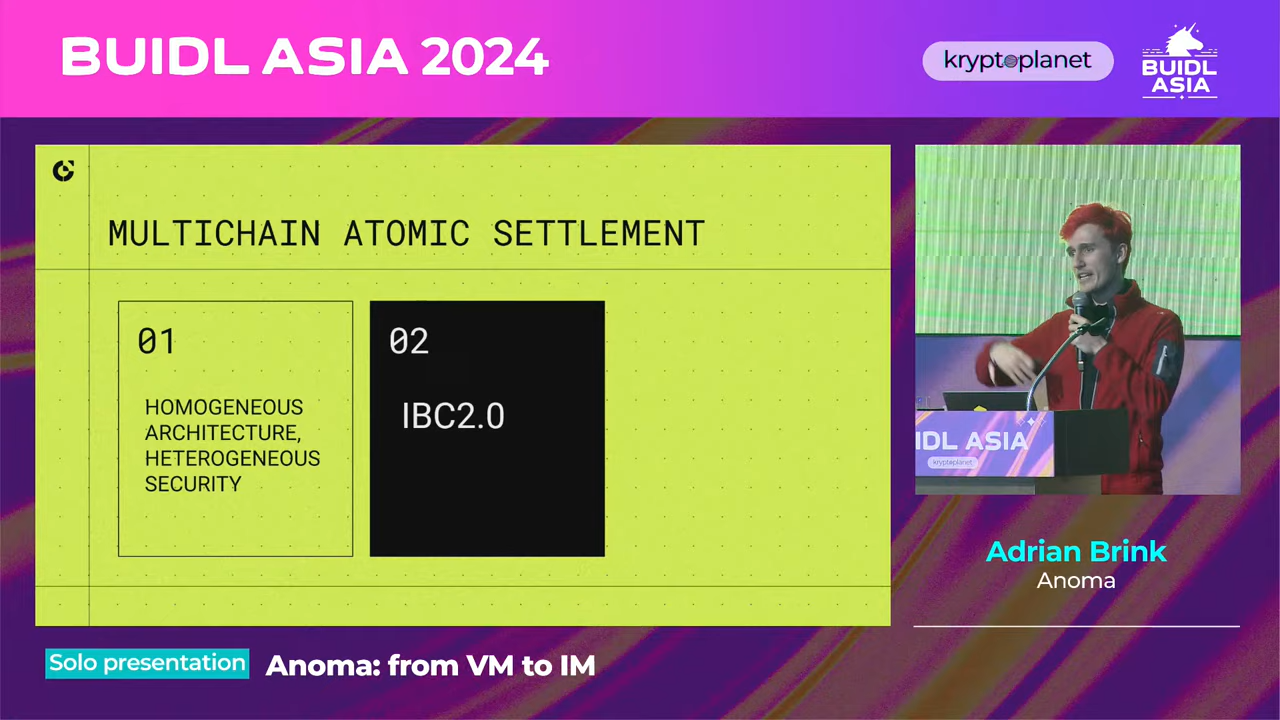 BUIDL ASIA 2024
kryptoplanet
BUIDL
ASIA
MULTICHAIN ATOMIC SETTLEMENT
01
HOMOGENEOUS
ARCHITECTURE,
HETEROGENEOUS
SECURITY
02
IBC2.0
IDL ASIA
kryptoplanet
Adrian Brink
Anoma
Solo presentation
Anoma: from VM to IM